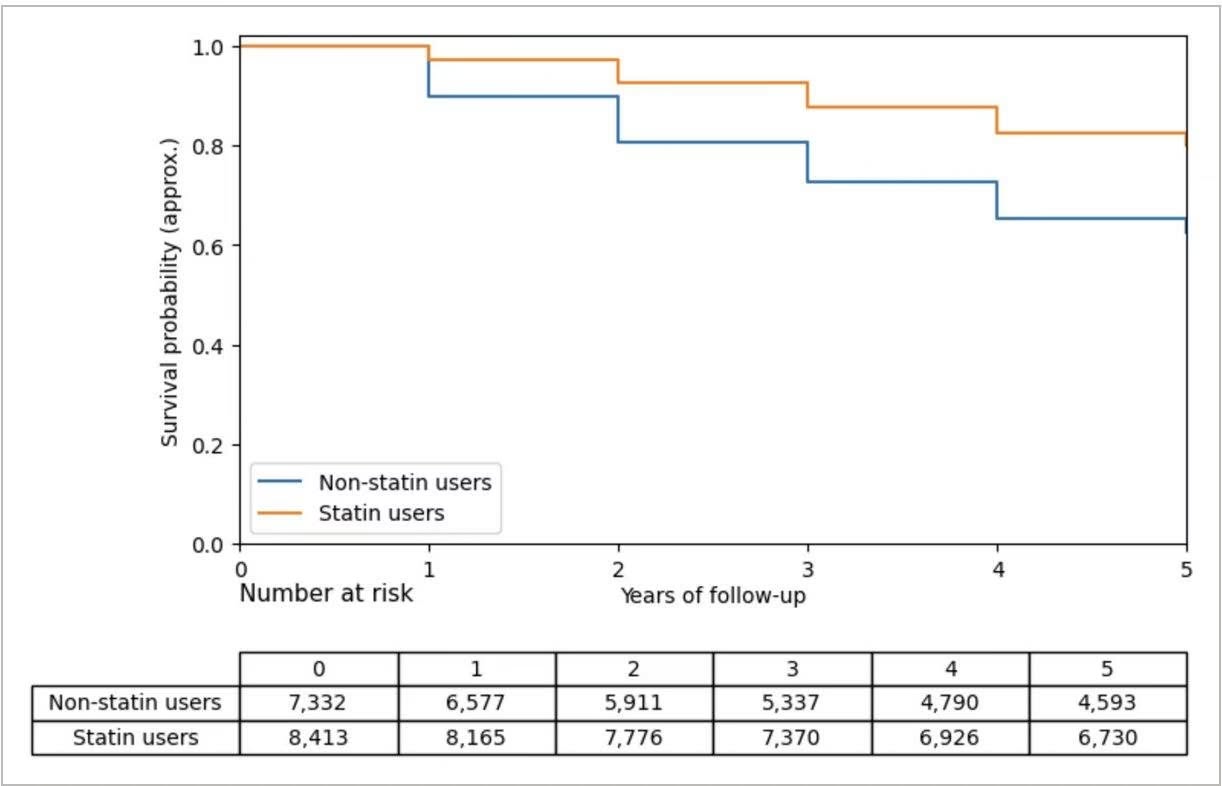 Survival probability (approx.)
1.0
0.8
0.6
0.4
0.2
0.0
Non-statin users
Statin users
0 1 2 3 4 5
Number at risk
Years of follow-up
0 1 2 3 4 5
Non-statin users 7,332 6,577 5,911 5,337 4,790 4,593
Statin users 8,413 8,165 7,776 7,370 6,926 6,730